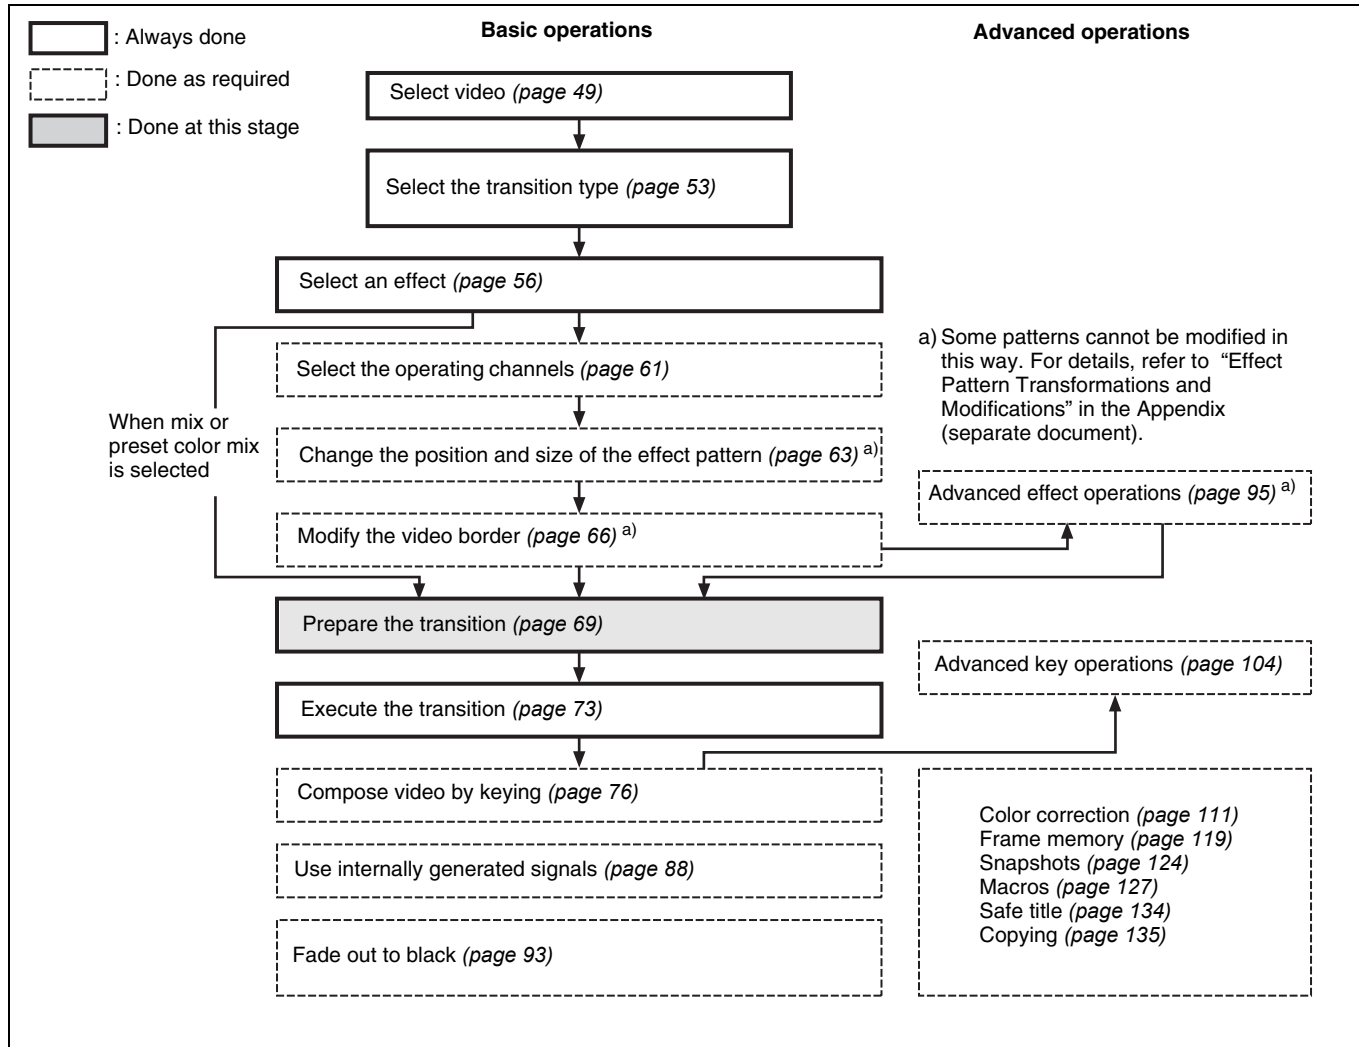 : Always done
: Done as required
: Done at this stage
Basic operations
Advanced operations
Select video (page 49)
Select the transition type (page 53)
Select an effect (page 56)
Select the operating channels (page 61)
When mix or
preset color mix
is selected
Change the position and size of the effect pattern (page 63) a)
Modify the video border (page 66) a)
a) Some patterns cannot be modified in
this way. For details, refer to “Effect
Pattern Transformations and
Modifications” in the Appendix
(separate document).
Advanced effect operations (page 95) a)
Prepare the transition (page 69)
Execute the transition (page 73)
Advanced key operations (page 104)
Compose video by keying (page 76)
Use internally generated signals (page 88)
Fade out to black (page 93)
Color correction (page 111)
Frame memory (page 119)
Snapshots (page 124)
Macros (page 127)
Safe title (page 134)
Copying (page 135)